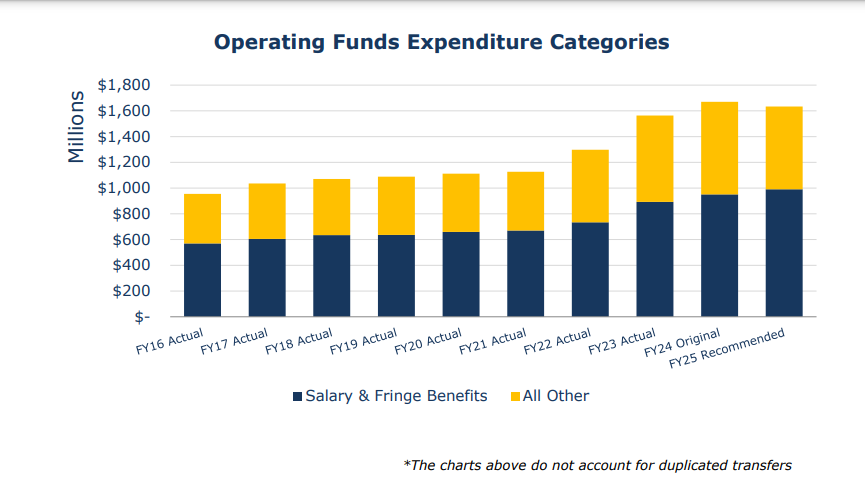 Operating Funds Expenditure Categories
Millions
$1,800
$1,600
$1,400
$1,200
$1,000
$800
$600
$400
$200
$-
FY16 Actual
FY17 Actual
FY18 Actual
FY19 Actual
FY20 Actual
FY21 Actual
FY22 Actual
FY23 Actual
FY24 Original
FY25 Recommended
Salary & Fringe Benefits
All Other
*The charts above do not account for duplicated transfers